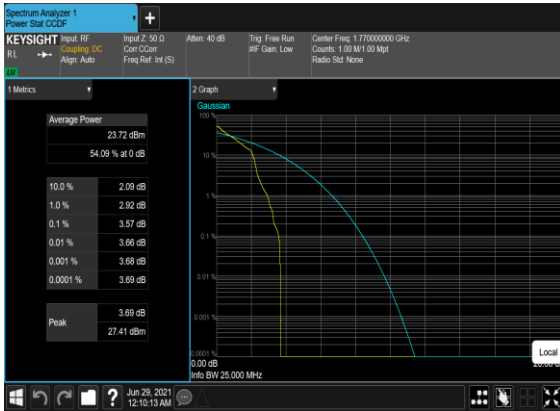 Spectrum Analyzer 1
Power Stat CCDF
KEYSIGHT
RL
LV
Input: RF
Coupling: DC
Align: Auto
Input Z: 50 Ω
Corr CCorr
Freq Ref: Int (S)
Atten: 40 dB
Trig: Free Run
#IF Gain: Low
Center Freq: 1.770000000 GHz
Counts: 1.00 M/1.00 Mpt
Radio Std: None
1 Metrics
Average Power
23.72 dBm
54.09 % at 0 dB
10.0 % 2.09 dB
1.0 % 2.92 dB
0.1 % 3.57 dB
0.01 % 3.66 dB
0.001 % 3.68 dB
0.0001 % 3.69 dB
Peak
3.69 dB
27.41 dBm
2 Graph
Gaussian
100 %
10 %
1 %
0.1 %
0.01 %
0.001 %
0.0001 %
0.00 dB
Info BW 25.000 MHz
Local
?
Jun 29, 2021
12:10:13 AM